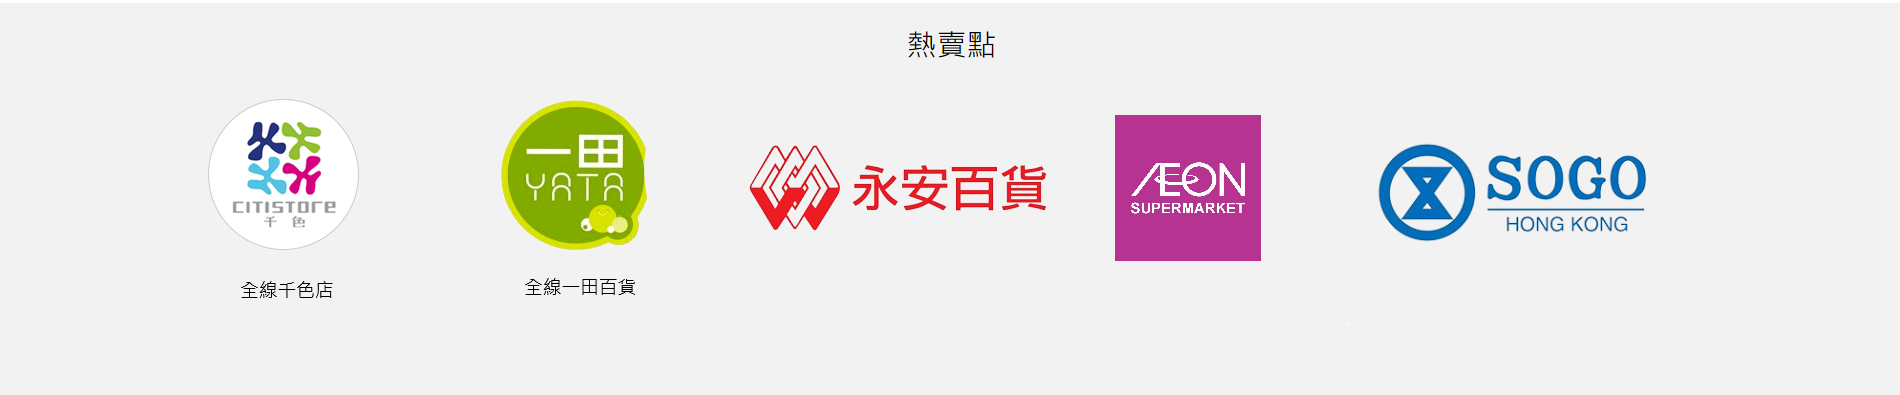 熱賣點
CITISTORE
千色
全線千色店
一田
YATA
全線一田百貨
永安百貨
ÆON
SUPERMARKET
SOGO
HONG KONG